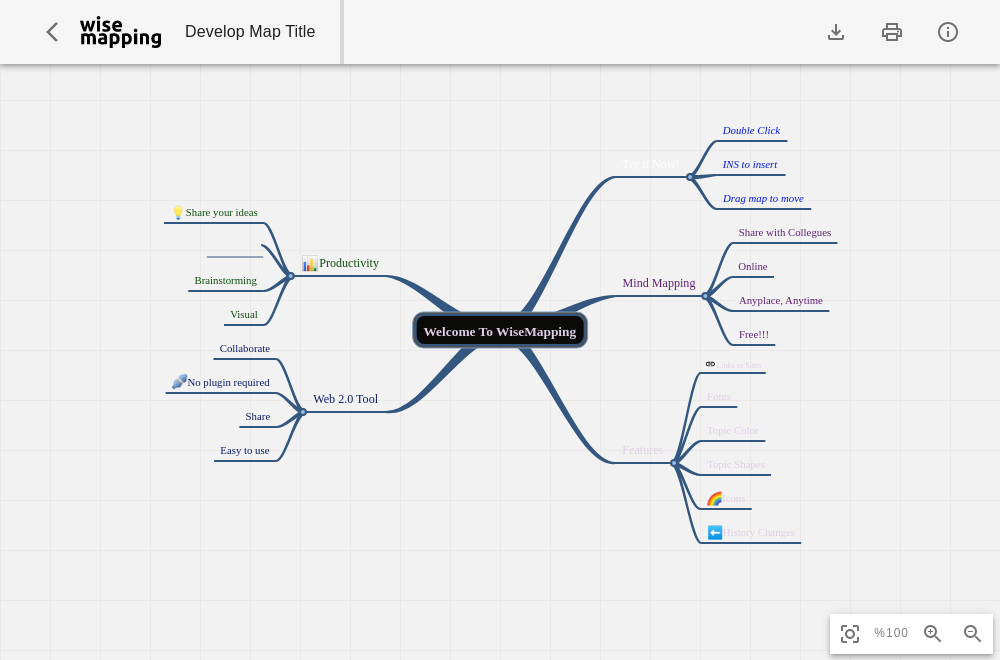 wise
mapping
Develop Map Title
Double Click
Try it Now!
INS to insert
Drag map to move
Share with Collegues
Mind Mapping
Online
Anyplace, Anytime
Free!!!
Share your ideas
Productivity
Brainstorming
Visual
Welcome To WiseMapping
Collaborate
No plugin required
Web 2.0 Tool
Share
Easy to use
Links to Sites
Fonts
Topic Color
Features
Topic Shapes
Icons
History Changes
%100